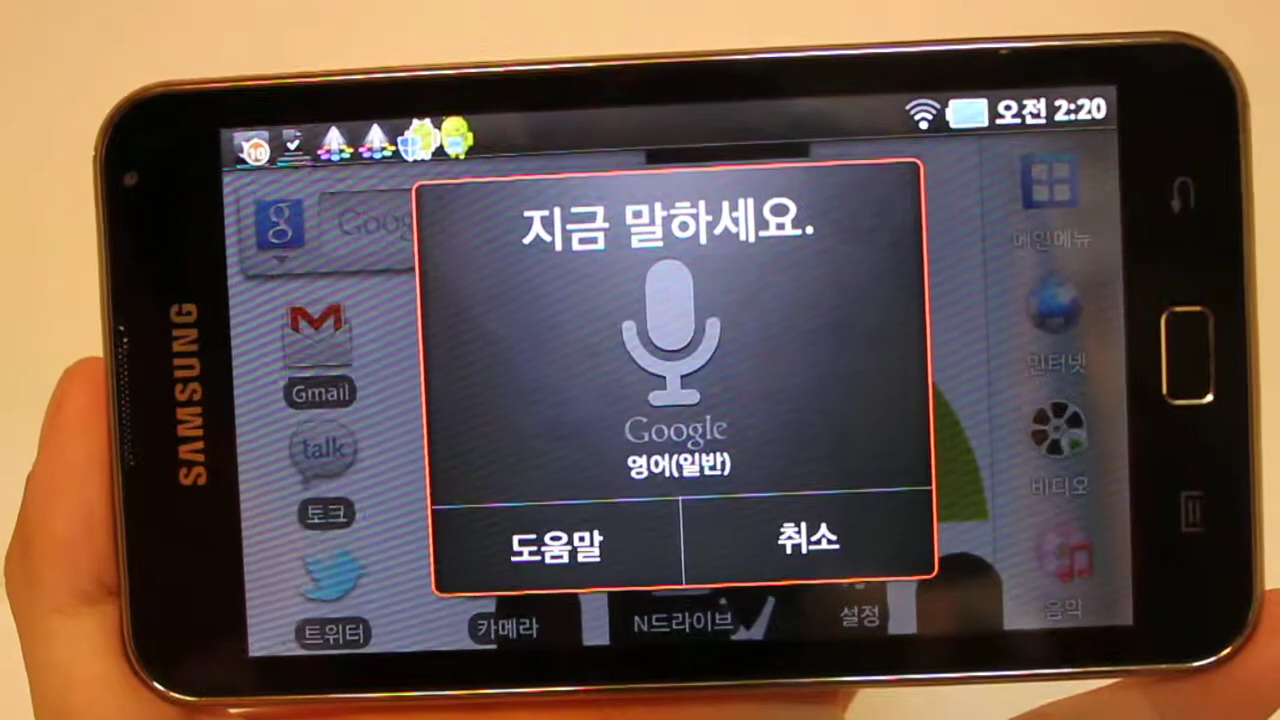 SAMSUNG
10
오전 2:20
g
Goog
지금 말하세요.
Google
영어(일반)
도움말
취소
Gmail
talk
토크
트위터
카메라
N드라이브
설정
메인메뉴
인터넷
비디오
음악